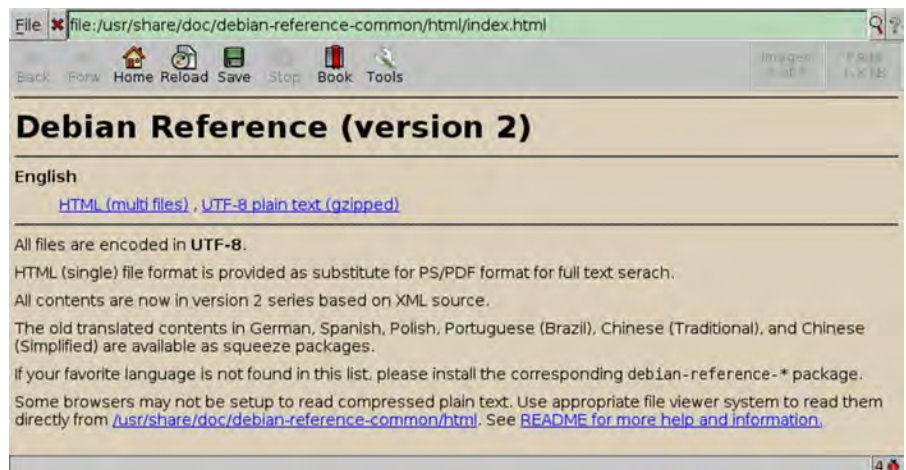 File file:/usr/share/doc/debian-reference-common/html/index.html ?
Back Forw Home Reload Save Stop Book Tools Images
Debian Reference (version 2)
English
HTML (multi files) , UTF-8 plain text (gzipped)
All files are encoded in UTF-8.
HTML (single) file format is provided as substitute for PS/PDF format for full text serach.
All contents are now in version 2 series based on XML source.
The old translated contents in German, Spanish, Polish, Portuguese (Brazil), Chinese (Traditional), and Chinese
(Simplified) are available as squeeze packages.
If your favorite language is not found in this list, please install the corresponding debian-reference-* package.
Some browsers may not be setup to read compressed plain text. Use appropriate file viewer system to read them
directly from /usr/share/doc/debian-reference-common/html. See README for more help and information.
4